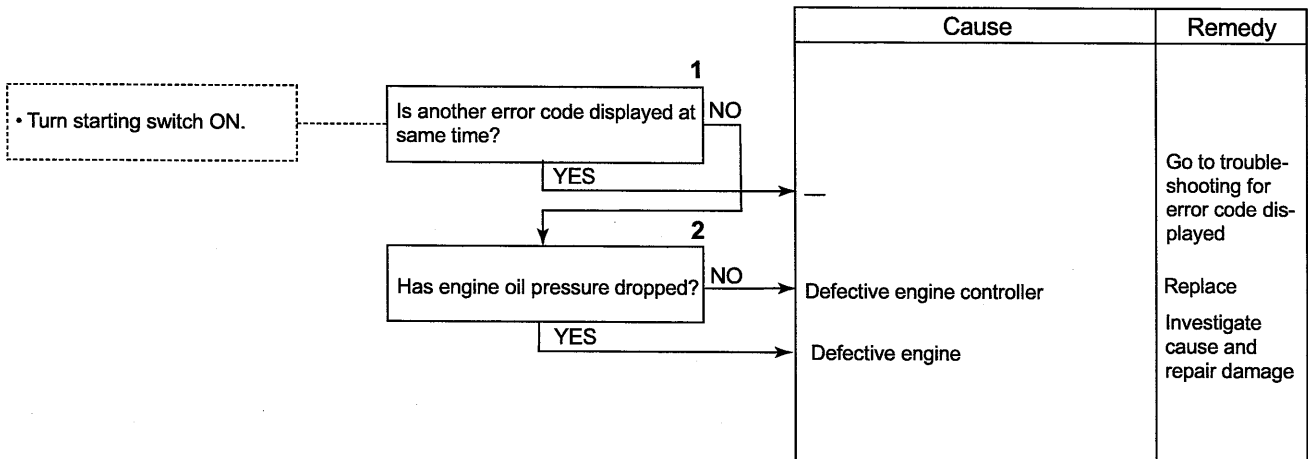 Cause
Remedy
1
• Turn starting switch ON.
Is another error code displayed at
same time?
NO
YES
—
Go to trouble-
shooting for
error code dis-
played
2
Has engine oil pressure dropped?
NO
Defective engine controller
Replace
YES
Defective engine
Investigate
cause and
repair damage